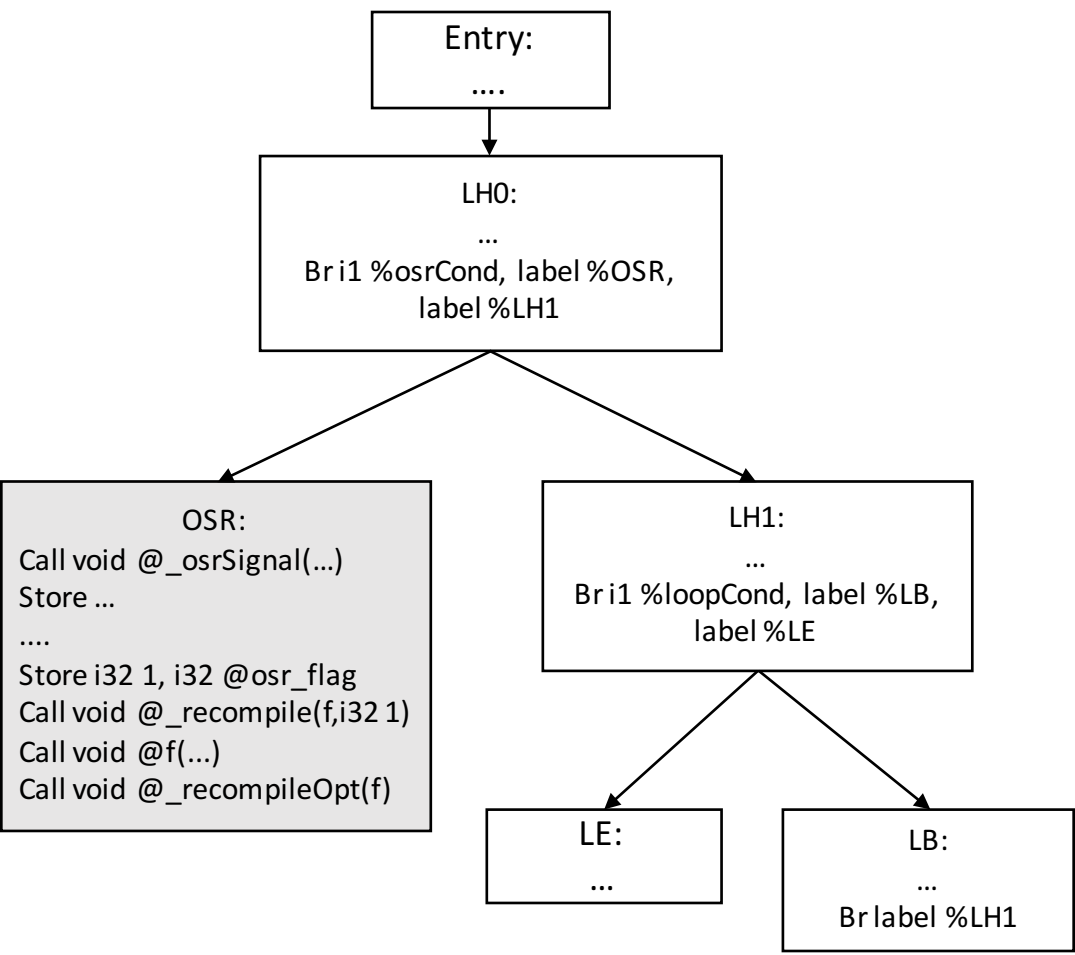 Entry:
....
LH0:
...
Br i1 %osrCond, label %OSR,
label %LH1
OSR:
Call void @_osrSignal(...)
Store ...
....
Store i32 1, i32 @osr_flag
Call void @_recompile(f,i32 1)
Call void @f(...)
Call void @_recompileOpt(f)
LH1:
...
Br i1 %loopCond, label %LB,
label %LE
LE:
...
LB:
...
Br label %LH1